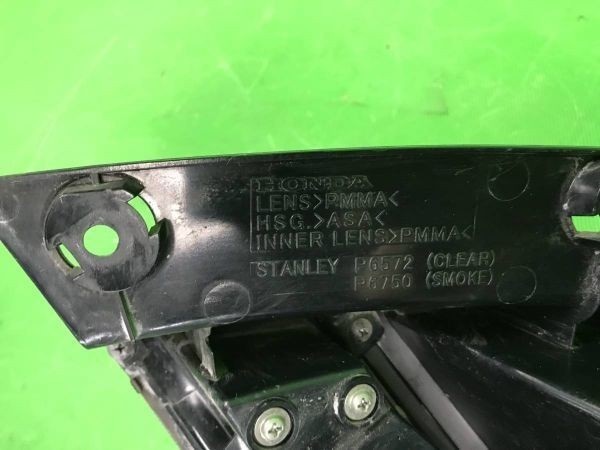 HONDA
LENS>PMMA<
HSG.>ASA<
INNER LENS>PMMA<
STANLEY P6572 (CLEAR)
P6750 (SMOKE)